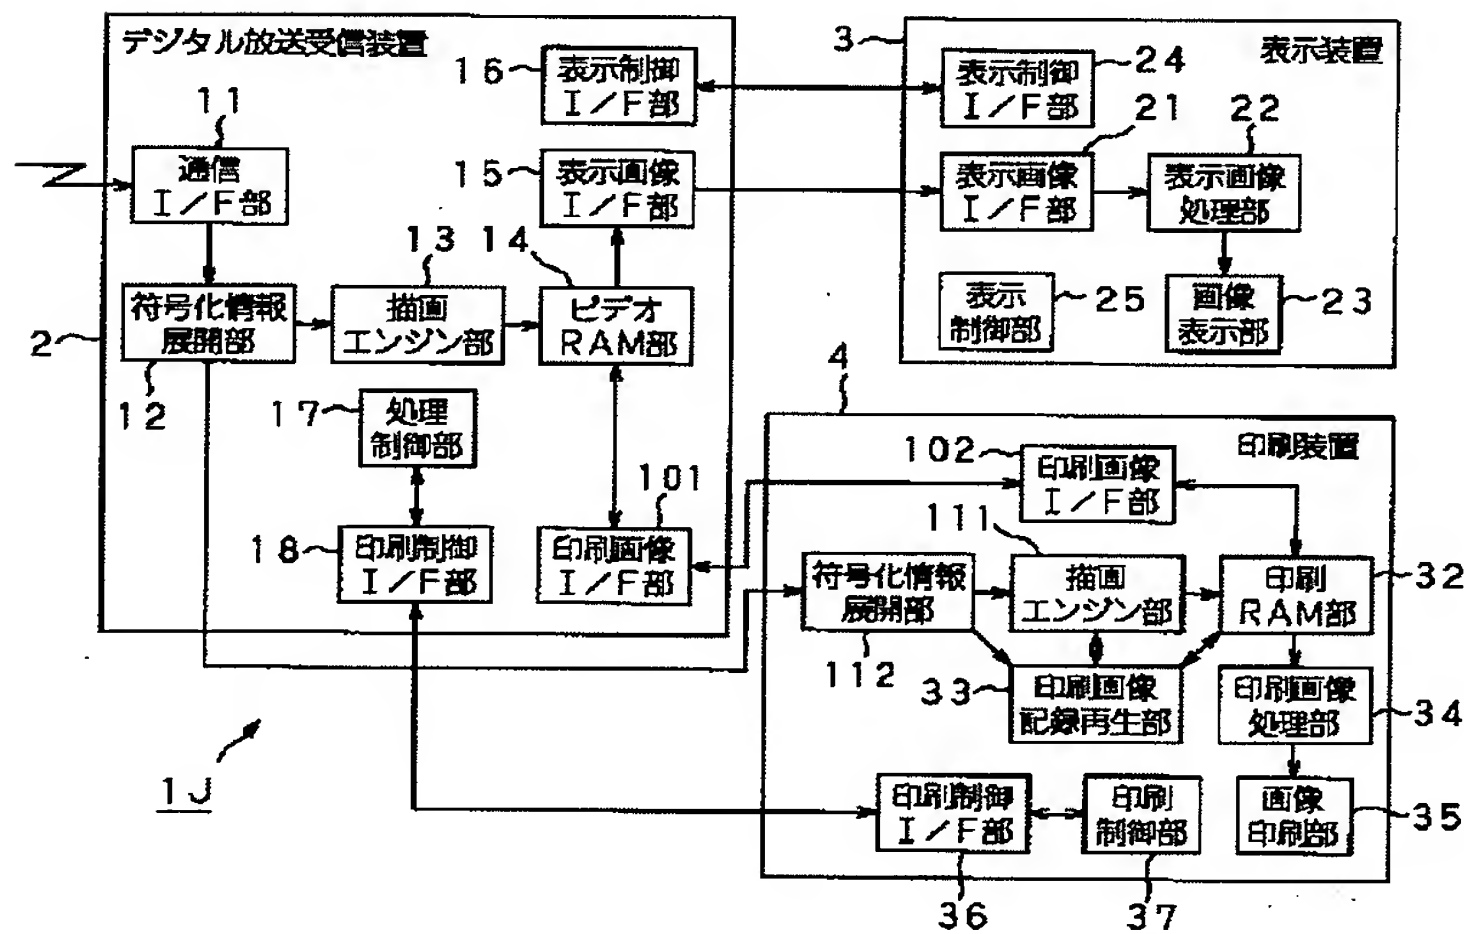 デジタル放送受信装置
16
表示制御
I/F部
11
通信
I/F部
15
表示画像
I/F部
13
14
符号化情報
展開部
描画
エンジン部
ビデオ
RAM部
2
12
17
処理
制御部
101
18
印刷制御
I/F部
印刷画像
I/F部
3
表示装置
表示制御
I/F部
24
21
22
表示画像
I/F部
表示画像
処理部
表示
制御部
25
画像
表示部
23
4
印刷装置
102
印刷画像
I/F部
111
符号化情報
展開部
描画
エンジン部
印刷
RAM部
32
112
33
印刷画像
記録再生部
印刷画像
処理部
34
印刷制御
I/F部
印刷
制御部
画像
印刷部
35
36
37
1J